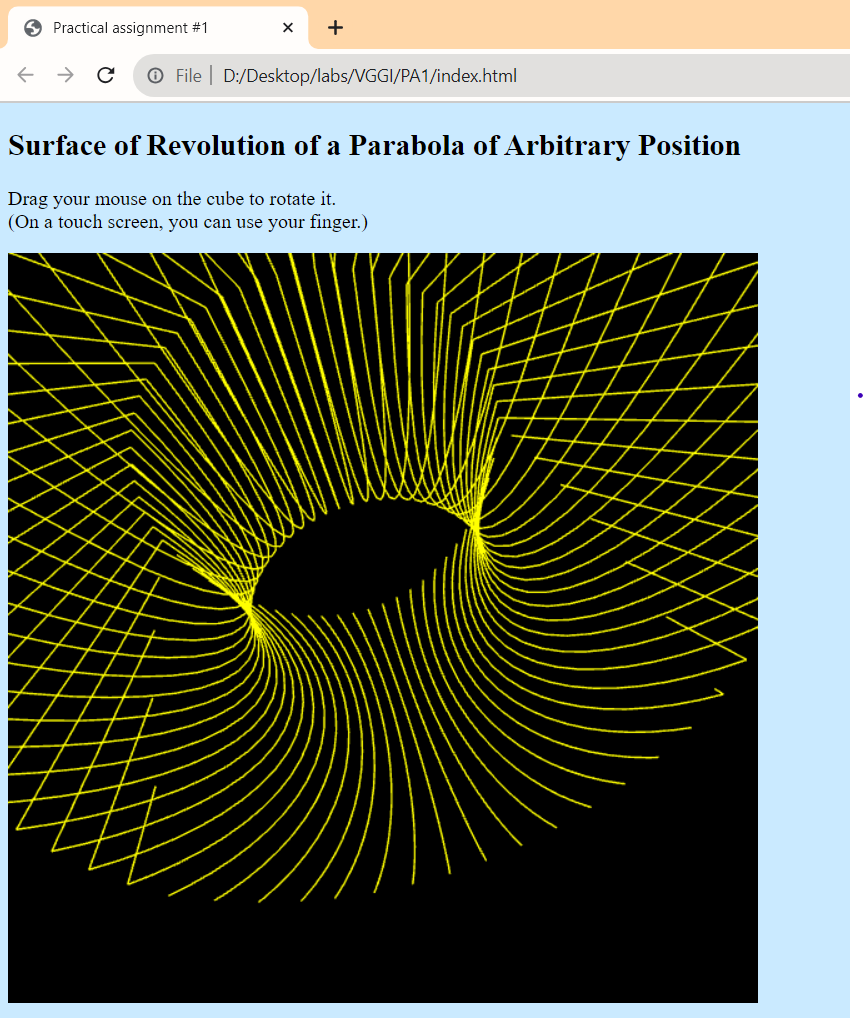 Practical assignment #1
File | D:/Desktop/labs/VGGI/PA1/index.html
Surface of Revolution of a Parabola of Arbitrary Position
Drag your mouse on the cube to rotate it.
(On a touch screen, you can use your finger.)